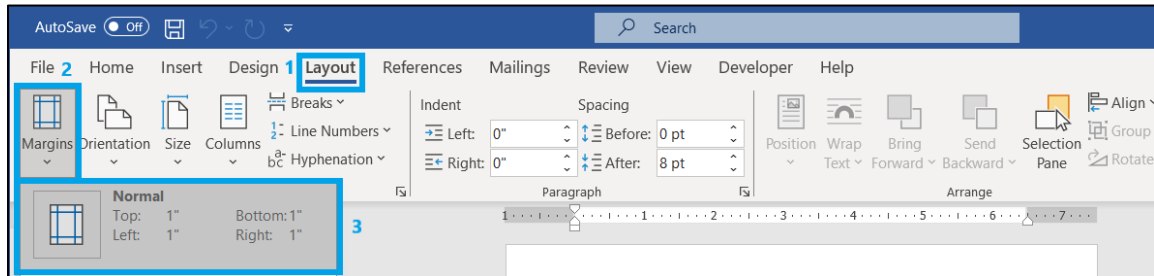 AutoSave Off Search
File 2 Home Insert Design 1 Layout References Mailings Review View Developer Help
Margins
Orientation
Size
Columns
Breaks
Line Numbers
Hyphenation
Indent
Left: 0"
Right: 0"
Spacing
Before: 0 pt
After: 8 pt
Paragraph
Position
Wrap
Text
Bring
Forward
Send
Backward
Selection
Pane
Align
Group
Rotate
Arrange
Normal
Top: 1" Bottom: 1"
Left: 1" Right: 1"
3
1 1 2 3 4 5 6 7